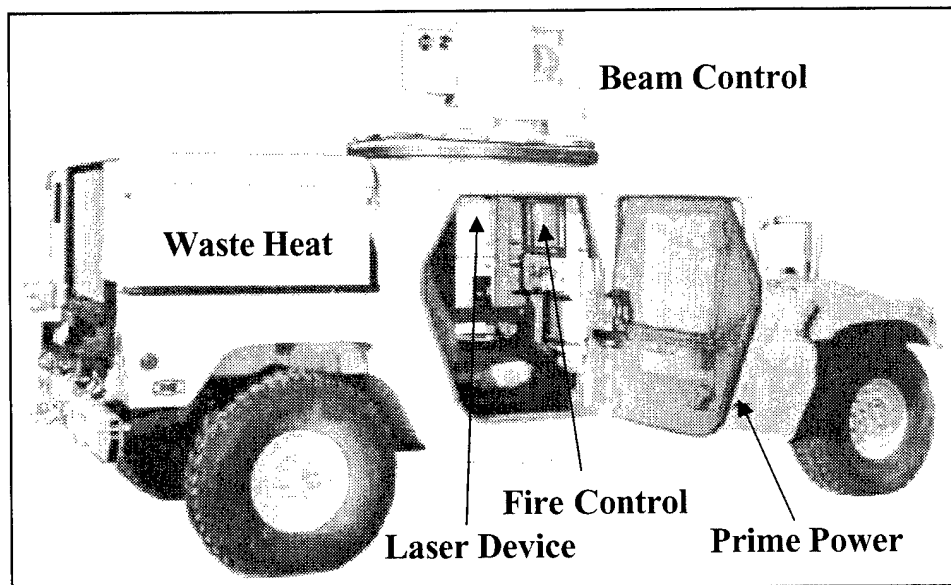 Beam Control
Waste Heat
Fire Control
Laser Device
Prime Power